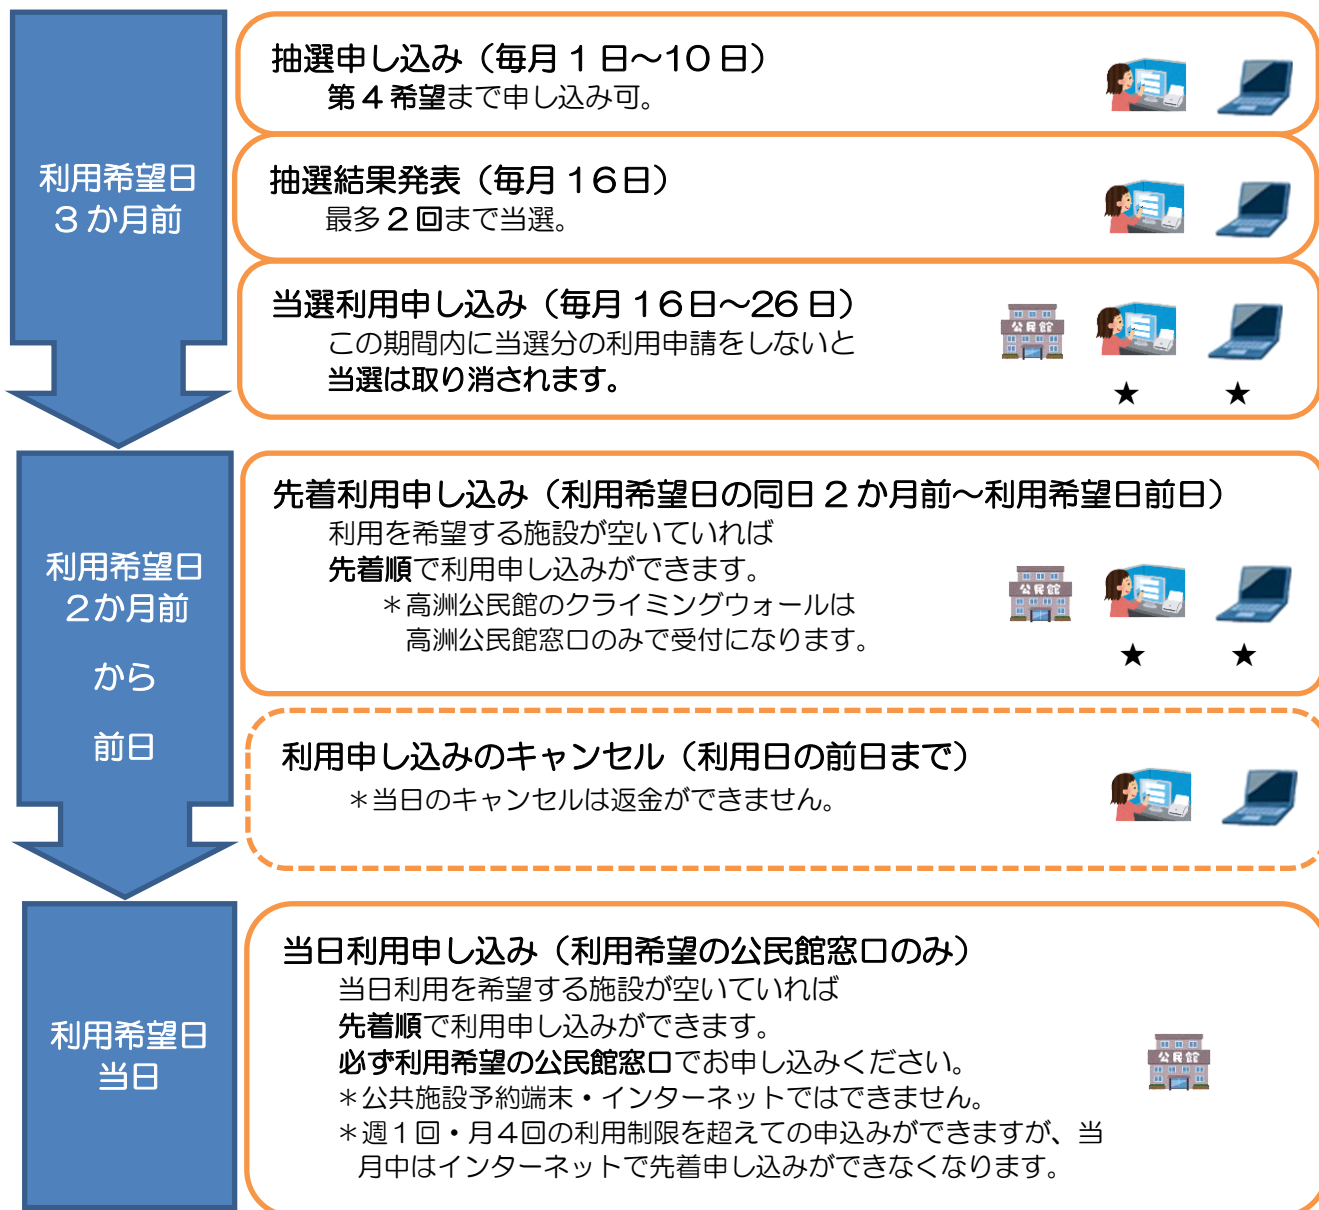 利用希望日
3か月前
抽選申し込み（毎月1日～10日）
第4希望まで申し込み可。
抽選結果発表（毎月16日）
最多2回まで当選。
当選利用申し込み（毎月16日～26日）
この期間内に当選分の利用申請をしないと
当選は取り消されます。
公民館
★ ★
利用希望日
2か月前
から
前日
先着利用申し込み（利用希望日の同日2か月前～利用希望日前日）
利用を希望する施設が空いていれば
先着順で利用申し込みができます。
＊高洲公民館のクライミングウォールは
高洲公民館窓口のみで受付になります。
公民館
★ ★
利用申し込みのキャンセル（利用日の前日まで）
＊当日のキャンセルは返金ができません。
利用希望日
当日
当日利用申し込み（利用希望の公民館窓口のみ）
当日利用を希望する施設が空いていれば
先着順で利用申し込みができます。
必ず利用希望の公民館窓口でお申し込みください。
＊公共施設予約端末・インターネットではできません。
＊週1回・月4回の利用制限を超えての申込みができますが、当
月中はインターネットで先着申し込みができなくなります。
公民館